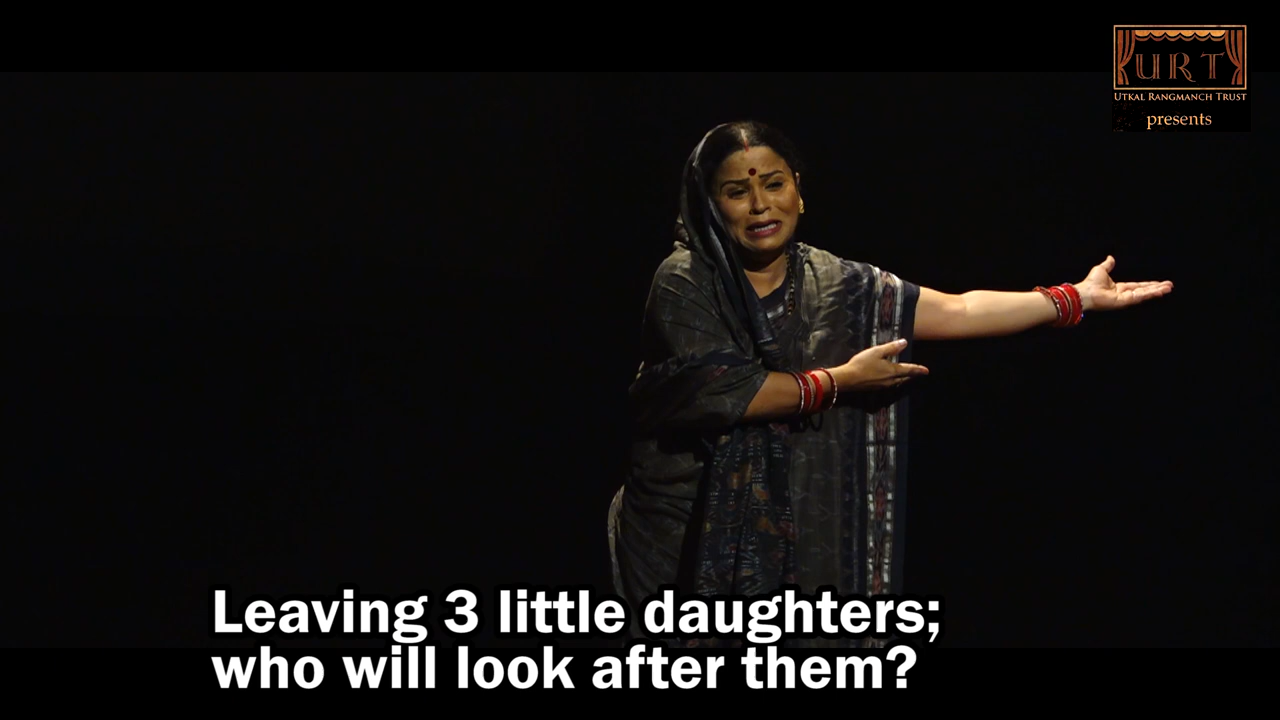 URT
UTKAL RANGMANCH TRUST
presents
Leaving 3 little daughters;
who will look after them?